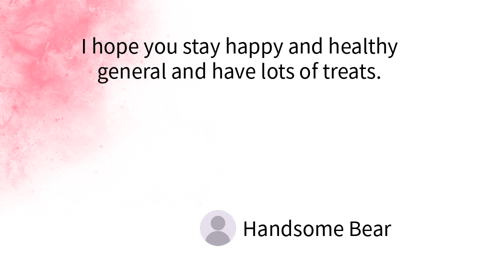 I hope you stay happy and healthy
general and have lots of treats.
Handsome Bear